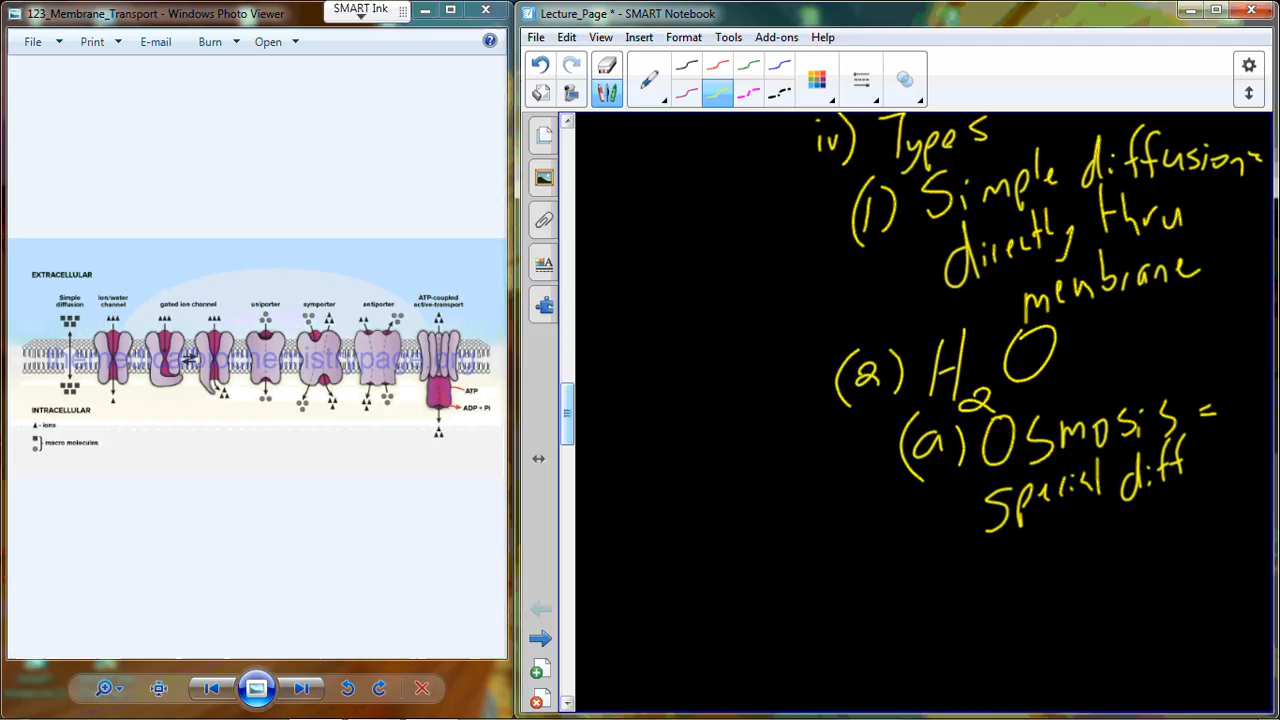 123_Membrane_Transport - Windows Photo Viewer
SMART Ink
File Print E-mail Burn Open
EXTRACELLULAR
Simple diffusion
ion/water channel
gated ion channel
uniporter
symporter
antiporter
ATP-coupled active-transport
themedicalbiochemistrypage.org
ATP
ADP + Pi
INTRACELLULAR
- ions
macro molecules
Lecture_Page * - SMART Notebook
File Edit View Insert Format Tools Add-ons Help
iv) Types
(1) Simple diffusion=
directly thru
menbrane
(2) H2O
(a) Osmosis =
special diff